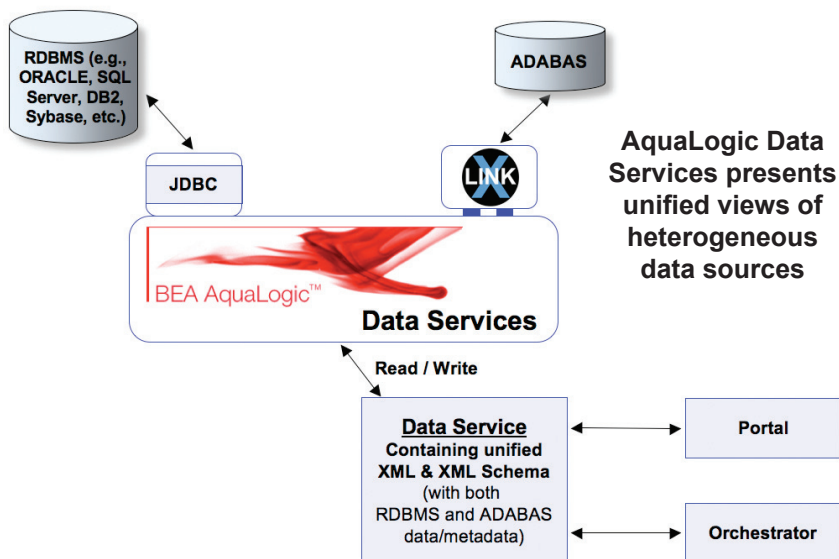 RDBMS (e.g.,
ORACLE, SQL
Server, DB2,
Sybase, etc.)
ADABAS
JDBC
X
LINK
AquaLogic Data
Services presents
unified views of
heterogeneous
data sources
BEA AquaLogic™
Data Services
Read / Write
Data Service
Containing unified
XML & XML Schema
(with both
RDBMS and ADABAS
data/metadata)
Portal
Orchestrator